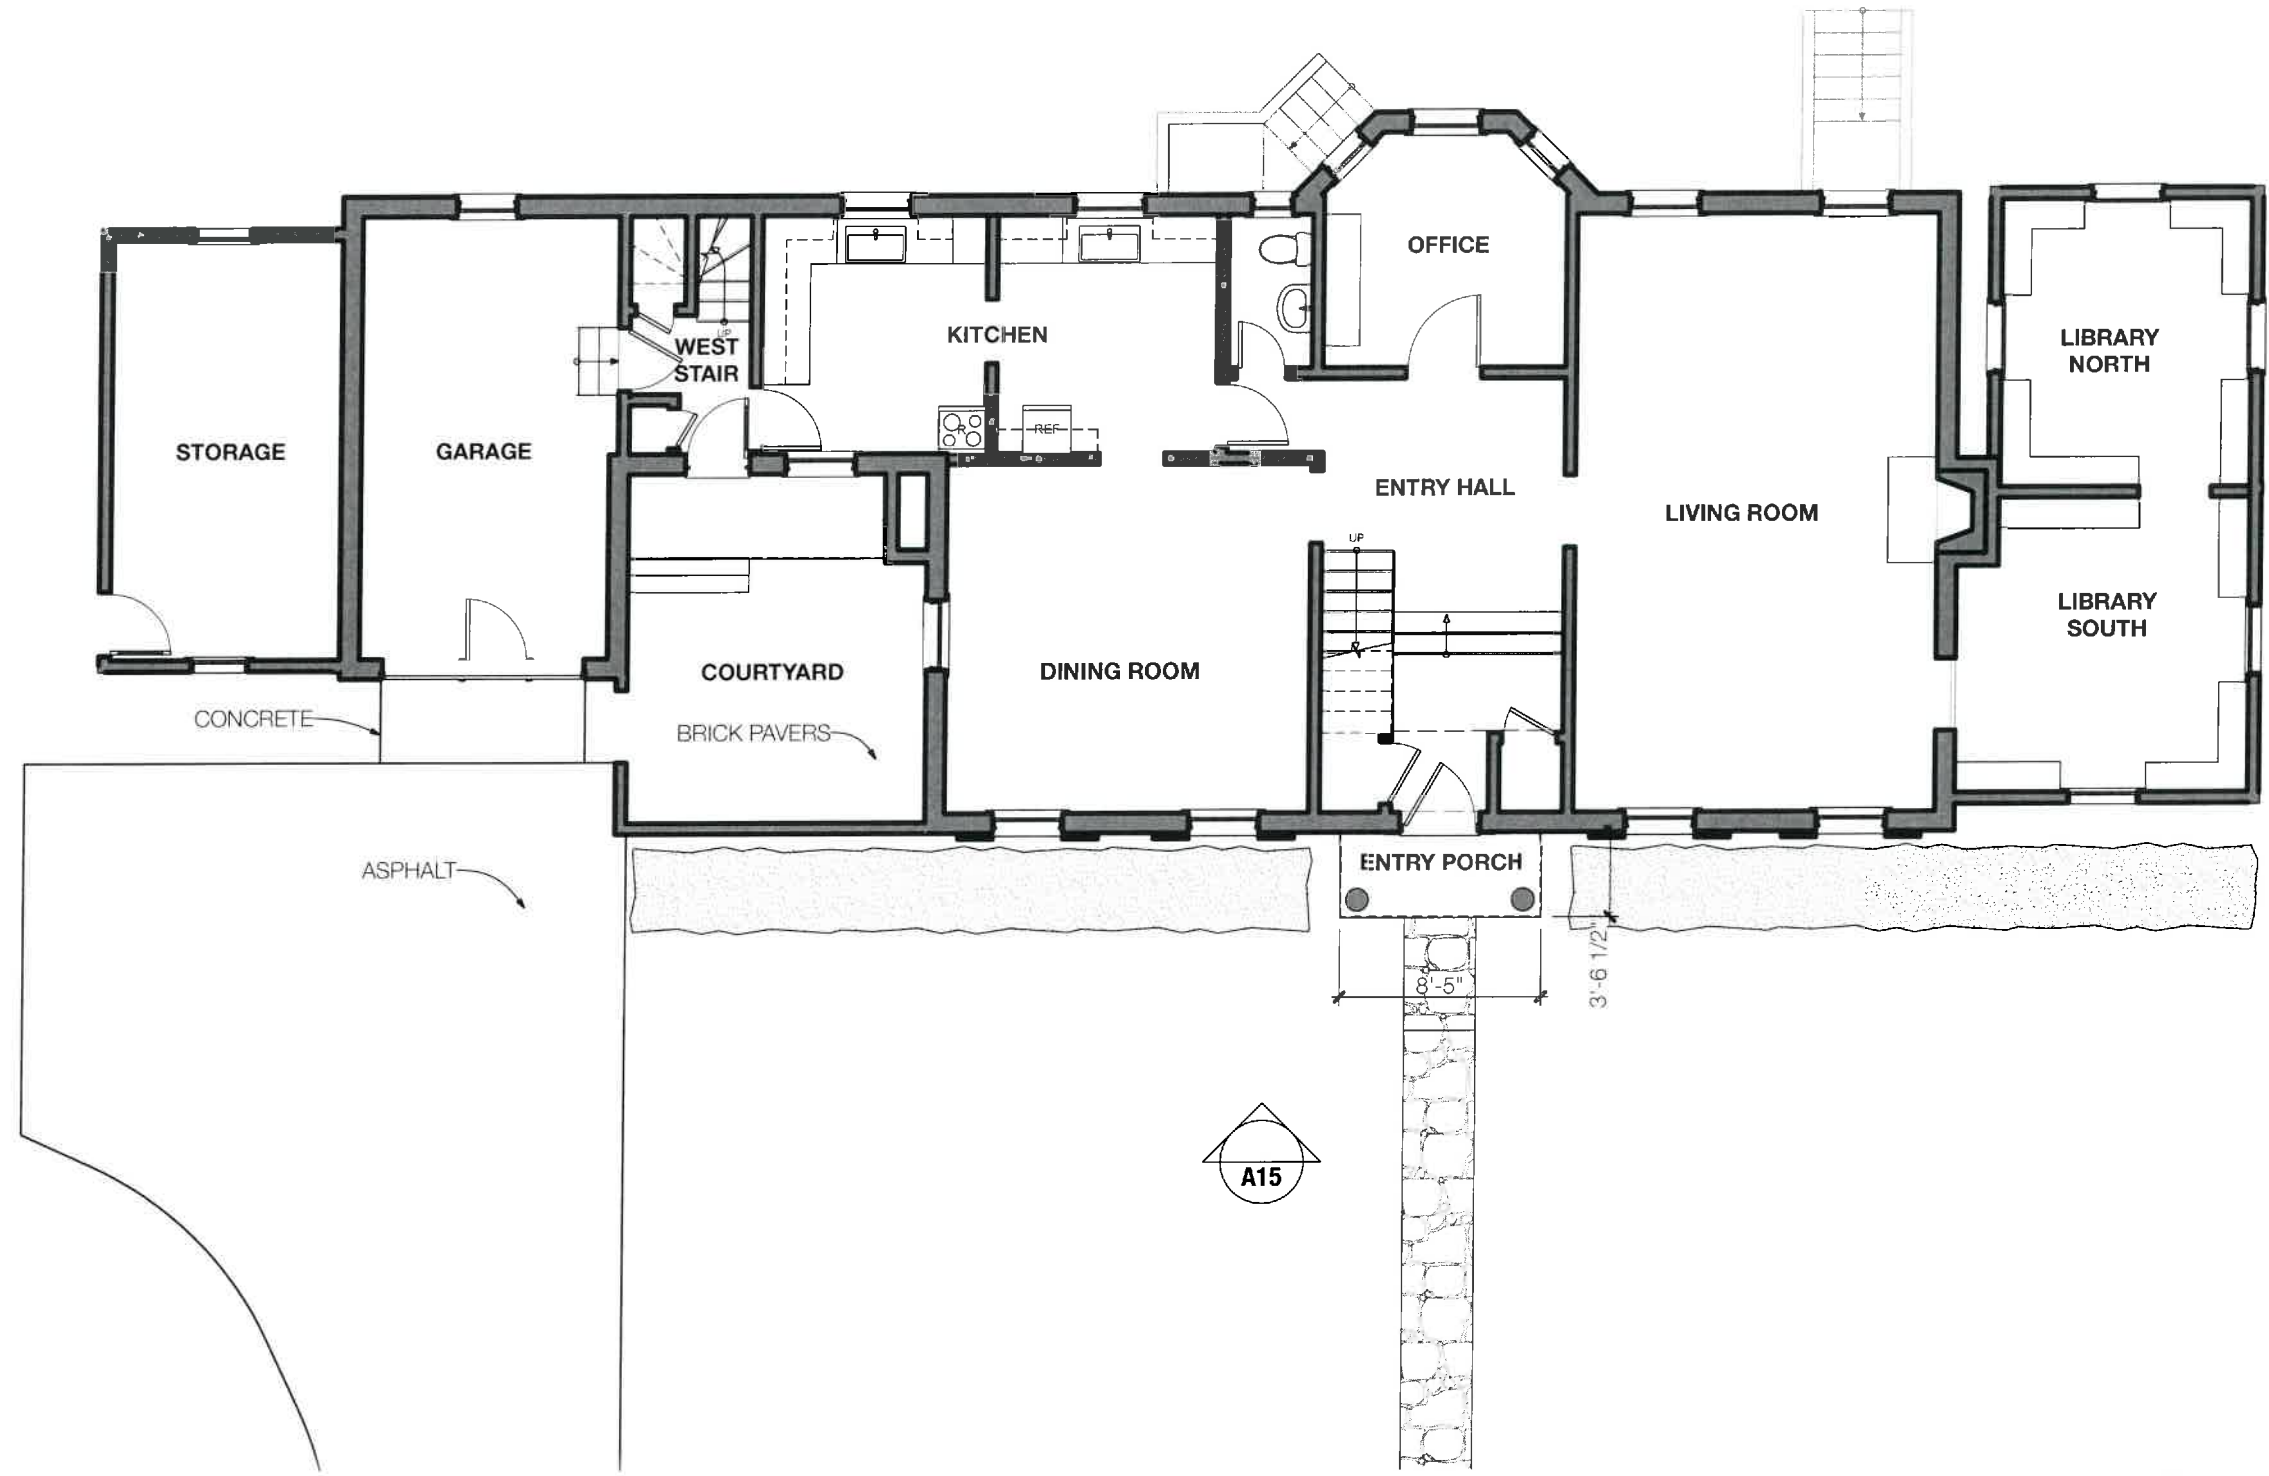 OFFICE
UP
KITCHEN
WEST
STAIR
LIBRARY
NORTH
R
REF
STORAGE
GARAGE
ENTRY HALL
LIVING ROOM
UP
LIBRARY
SOUTH
COURTYARD
DINING ROOM
CONCRETE
BRICK PAVERS
ENTRY PORCH
ASPHALT
3'-6 1/2"
8'-5"
A15